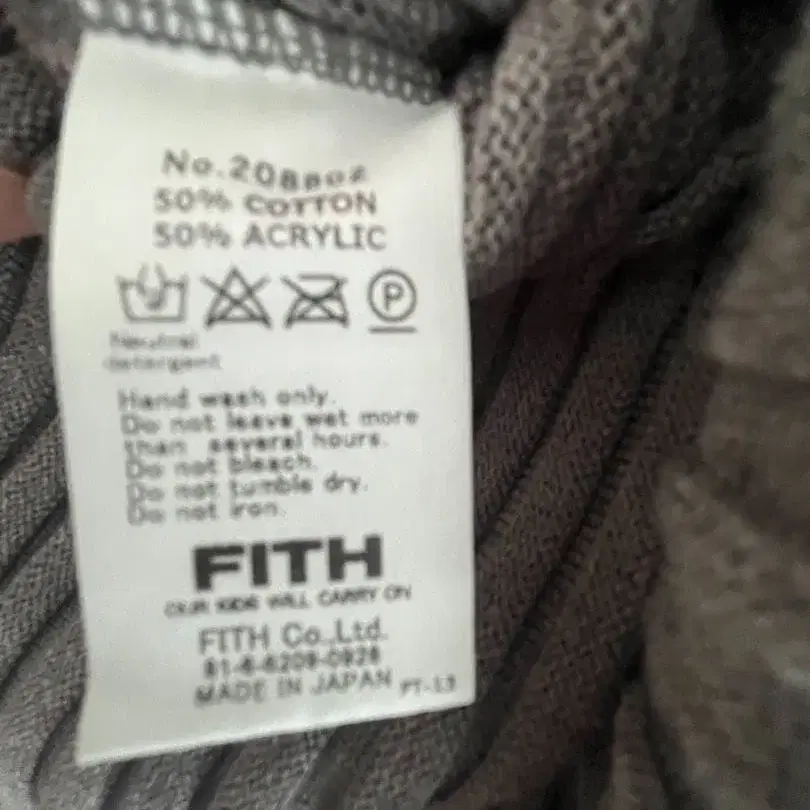 50% COTTON
50% ACRYLIC
P
Neutral
detergent
Hand wash only.
Do not leave wet more
than several hours.
Do not bleach.
Do not tumble dry.
Do not iron.
FITH
OUR KIDS WILL CARRY ON
FITH Co.,Ltd.
81-6-6209-0928
MADE IN JAPAN PT-13